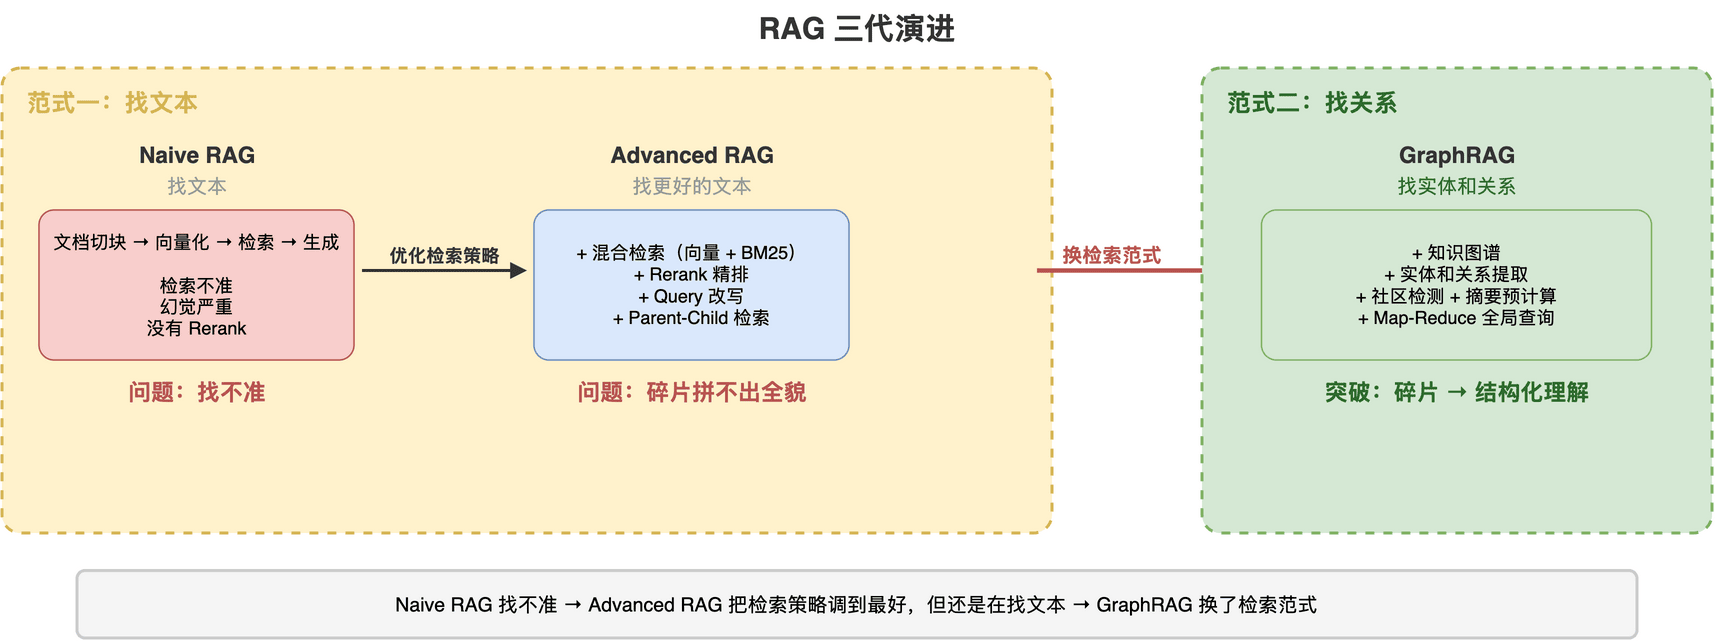 RAG 三代演进
范式一：找文本
Naive RAG
找文本
文档切块 → 向量化 → 检索 → 生成
检索不准
幻觉严重
没有 Rerank
问题：找不准
优化检索策略
Advanced RAG
找更好的文本
+ 混合检索（向量 + BM25）
+ Rerank 精排
+ Query 改写
+ Parent-Child 检索
问题：碎片拼不出全貌
换检索范式
范式二：找关系
GraphRAG
找实体和关系
+ 知识图谱
+ 实体和关系提取
+ 社区检测 + 摘要预计算
+ Map-Reduce 全局查询
突破：碎片 → 结构化理解
Naive RAG 找不准 → Advanced RAG 把检索策略调到最好，但还是在找文本 → GraphRAG 换了检索范式